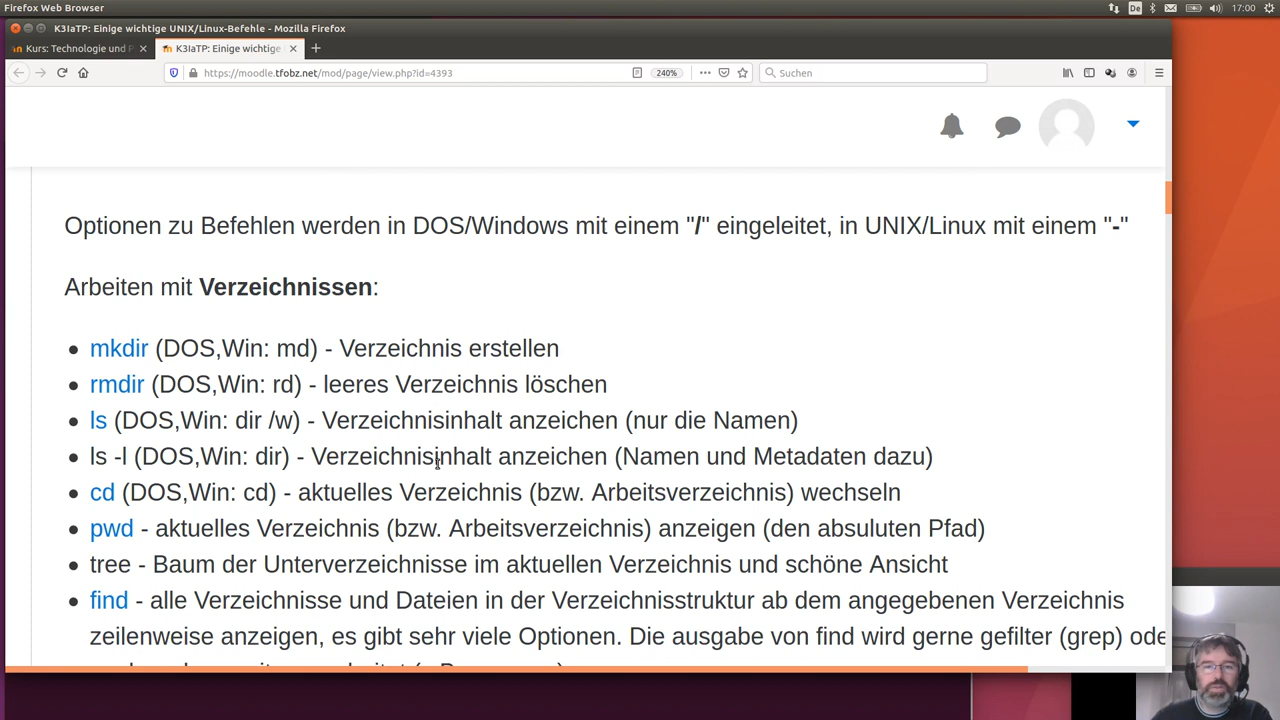 Firefox Web Browser
De
17:00
K3IaTP: Einige wichtige UNIX/Linux-Befehle - Mozilla Firefox
Kurs: Technologie und P
K3IaTP: Einige wichtige
https://moodle.tfobz.net/mod/page/view.php?id=4393
240%
Suchen
Optionen zu Befehlen werden in DOS/Windows mit einem "/" eingeleitet, in UNIX/Linux mit einem "-"
Arbeiten mit Verzeichnissen:
• mkdir (DOS,Win: md) - Verzeichnis erstellen
• rmdir (DOS,Win: rd) - leeres Verzeichnis löschen
• ls (DOS,Win: dir /w) - Verzeichnisinhalt anzeichen (nur die Namen)
• ls -l (DOS,Win: dir) - Verzeichnisinhalt anzeichen (Namen und Metadaten dazu)
• cd (DOS,Win: cd) - aktuelles Verzeichnis (bzw. Arbeitsverzeichnis) wechseln
• pwd - aktuelles Verzeichnis (bzw. Arbeitsverzeichnis) anzeigen (den absuluten Pfad)
• tree - Baum der Unterverzeichnisse im aktuellen Verzeichnis und schöne Ansicht
• find - alle Verzeichnisse und Dateien in der Verzeichnisstruktur ab dem angegebenen Verzeichnis
zeilenweise anzeigen, es gibt sehr viele Optionen. Die ausgabe von find wird gerne gefilter (grep) ode